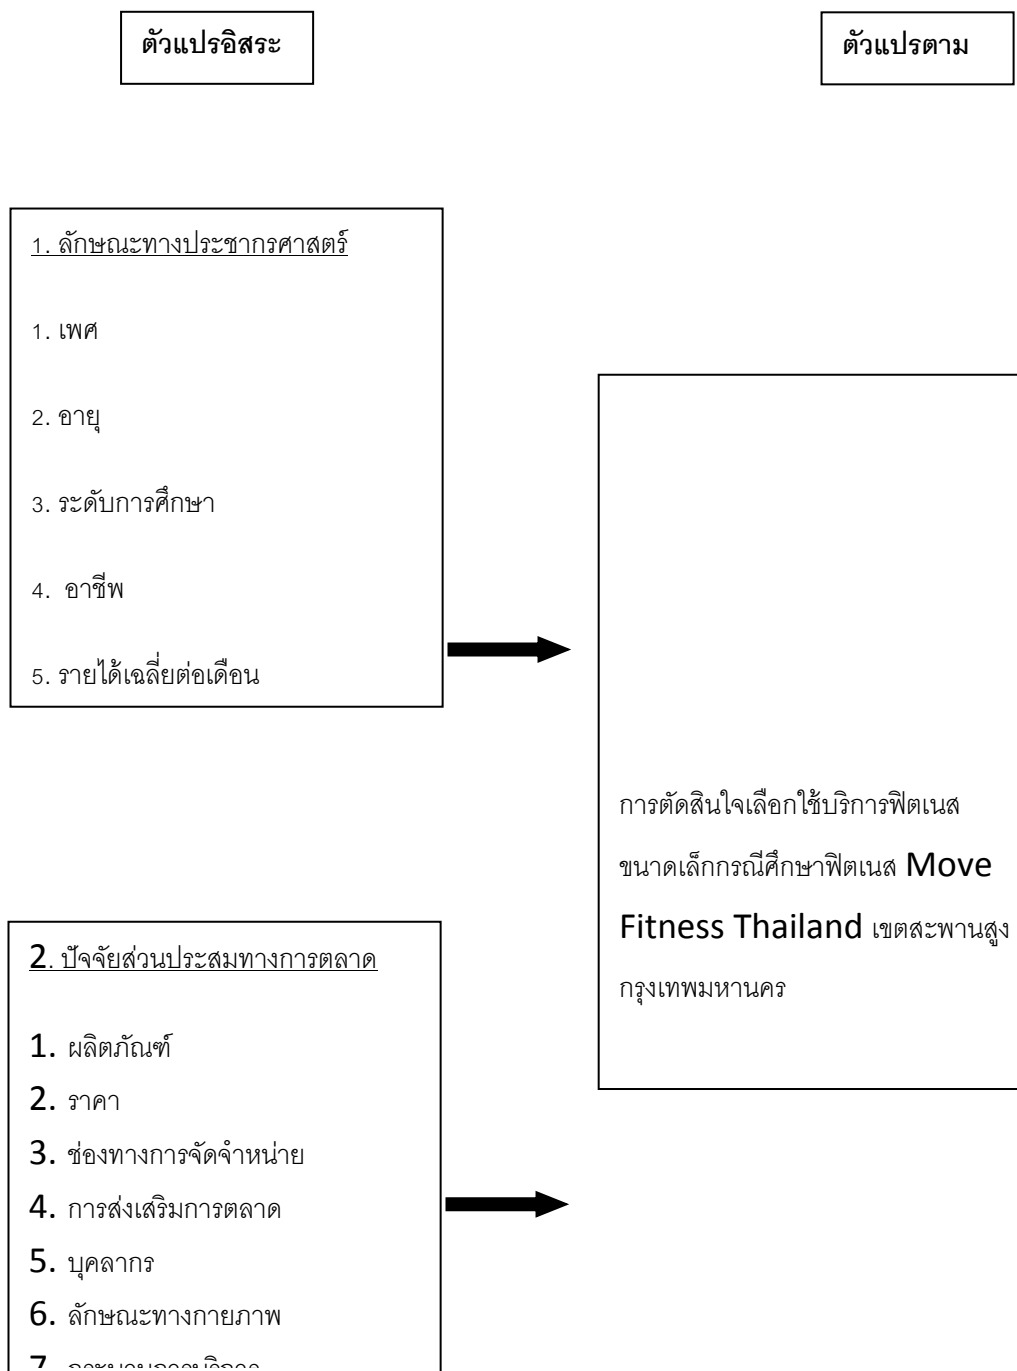 ตัวแปรอิสระ
ตัวแปรตาม
1. ลักษณะทางประชากรศาสตร์
1. เพศ
2. อายุ
3. ระดับการศึกษา
4. อาชีพ
5. รายได้เฉลี่ยต่อเดือน
การตัดสินใจเลือกใช้บริการฟิตเนส
ขนาดเล็กกรณีศึกษาฟิตเนส Move
Fitness Thailand เขตสะพานสูง
กรุงเทพมหานคร
2. ปัจจัยส่วนประสมทางการตลาด
1. ผลิตภัณฑ์
2. ราคา
3. ช่องทางการจัดจำหน่าย
4. การส่งเสริมการตลาด
5. บุคลากร
6. ลักษณะทางกายภาพ